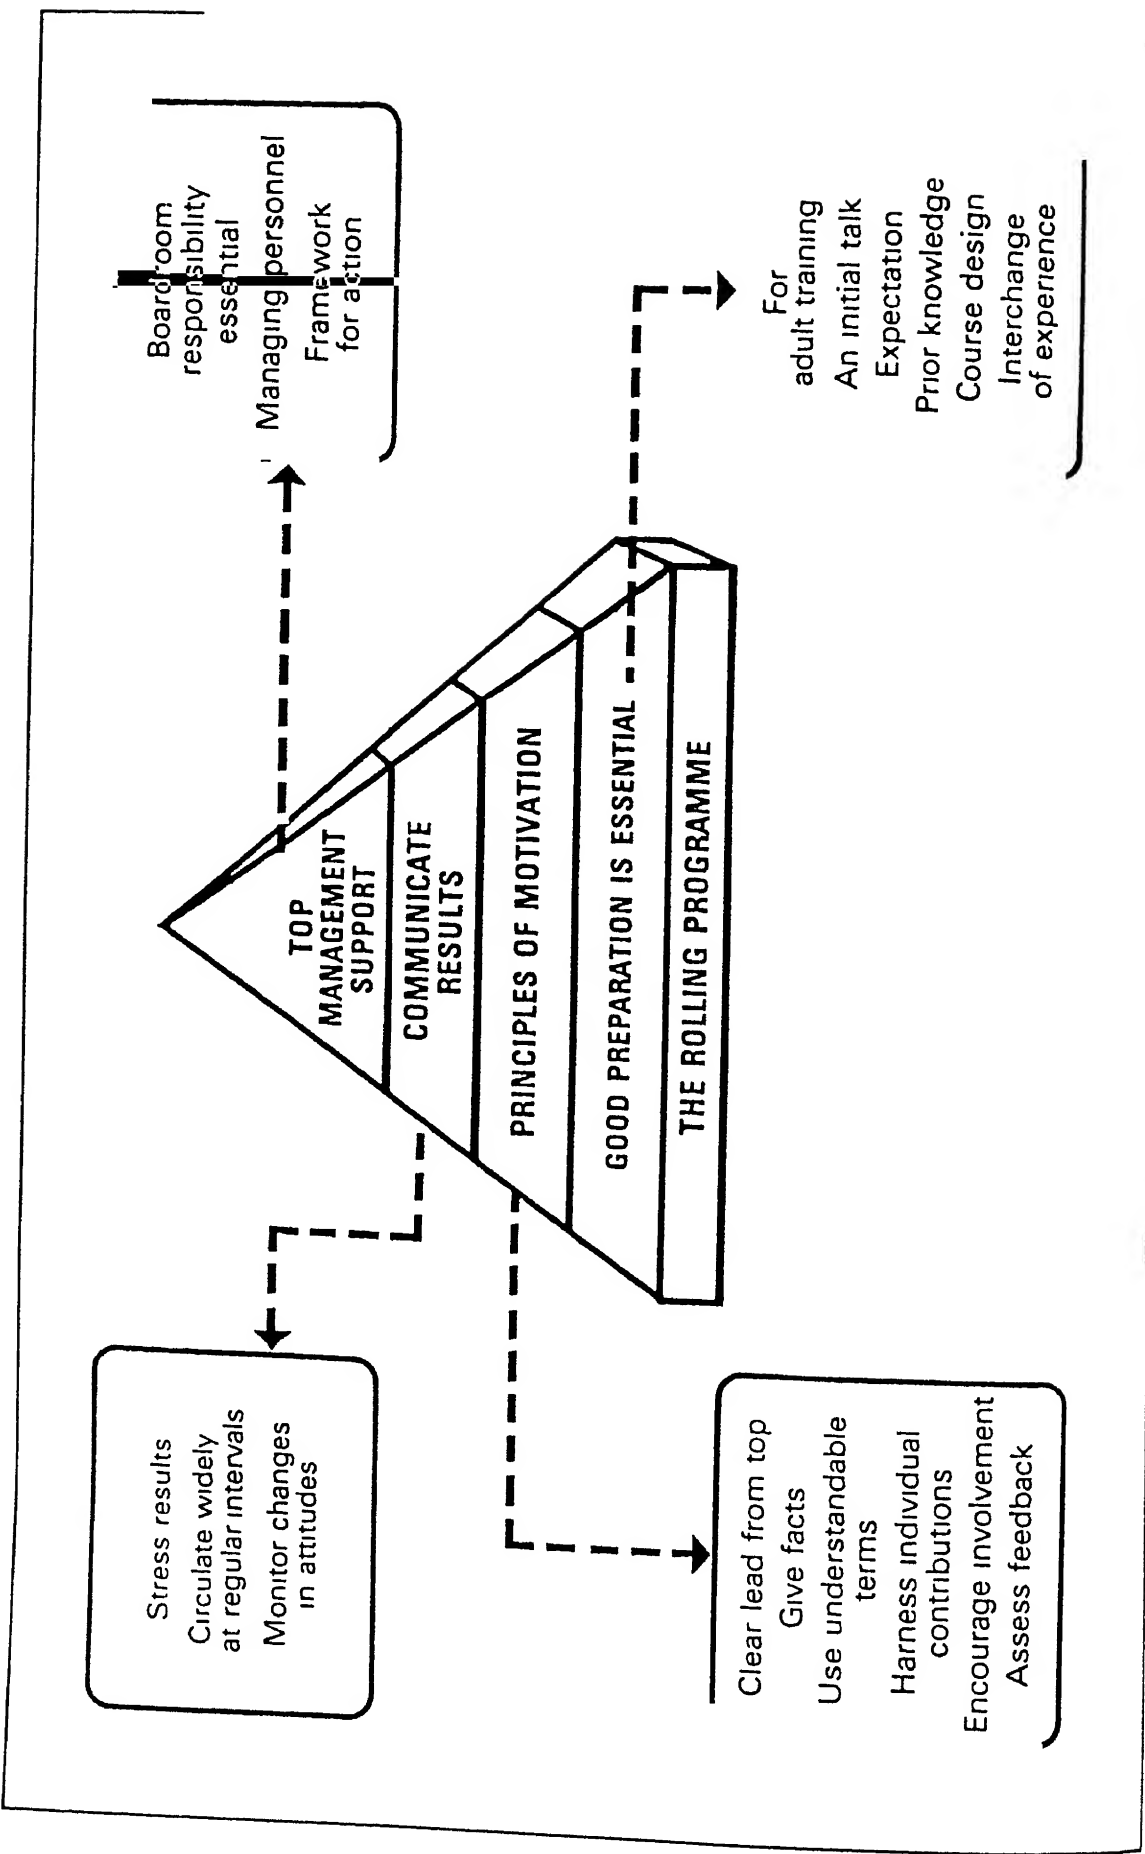 Stress results
Circulate widely
at regular intervals
Monitor changes
in attitudes
Boardroom
responsibility
essential
Managing personnel
Framework
for action
TOP
MANAGEMENT
SUPPORT
COMMUNICATE
RESULTS
PRINCIPLES OF MOTIVATION
GOOD PREPARATION IS ESSENTIAL
THE ROLLING PROGRAMME
Clear lead from top
Give facts
Use understandable
terms
Harness individual
contributions
Encourage involvement
Assess feedback
For
adult training
An initial talk
Expectation
Prior knowledge
Course design
Interchange
of experience